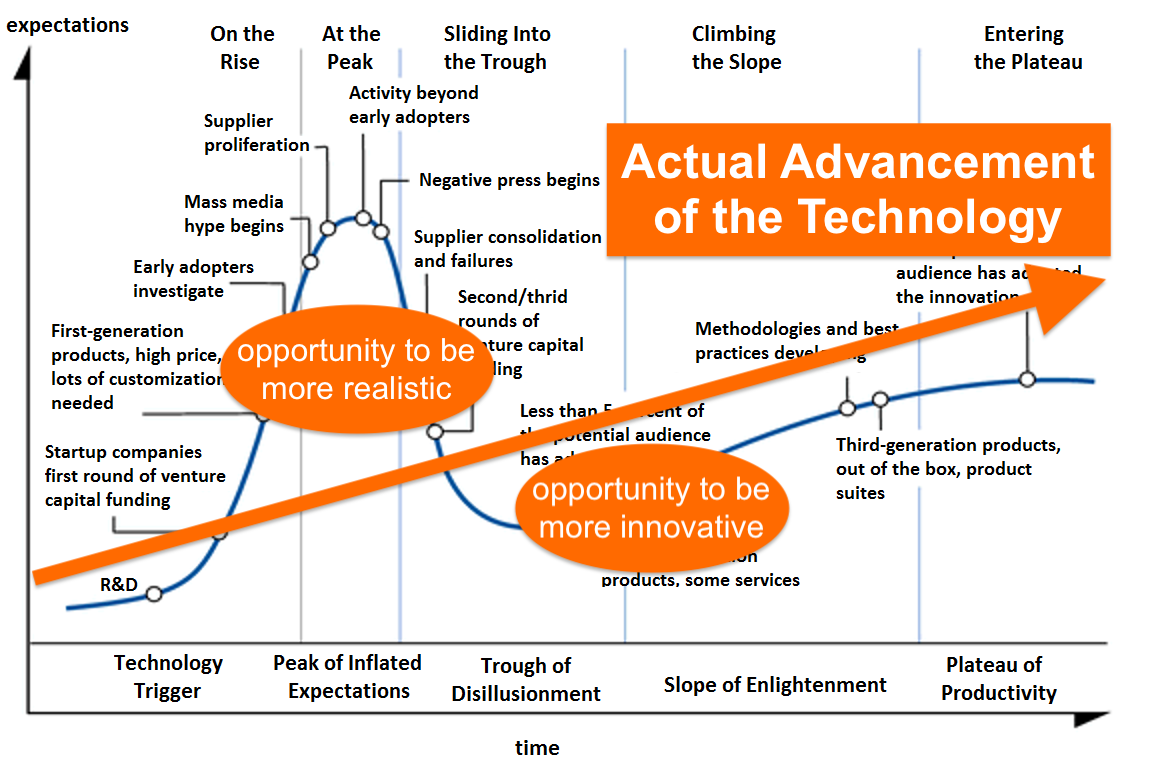 expectations
On the
Rise
At the
Peak
Sliding Into
the Trough
Climbing
the Slope
Entering
the Plateau
Activity beyond
early adopters
Supplier
proliferation
Negative press begins
Mass media
hype begins
Supplier consolidation
and failures
Early adopters
investigate
Second/thrid
rounds of
capital
First-generation
products, high price,
lots of customization
needed
Startup companies
first round of venture
capital funding
R&D
Less than
of
audience
has
products, some services
Methodologies and best
practices
audience has
the innovation
Third-generation products,
out of the box, product
suites
Actual Advancement
of the Technology
opportunity to be
more realistic
opportunity to be
more innovative
Technology
Trigger
Peak of Inflated
Expectations
Trough of
Disillusionment
Slope of Enlightenment
Plateau of
Productivity
time